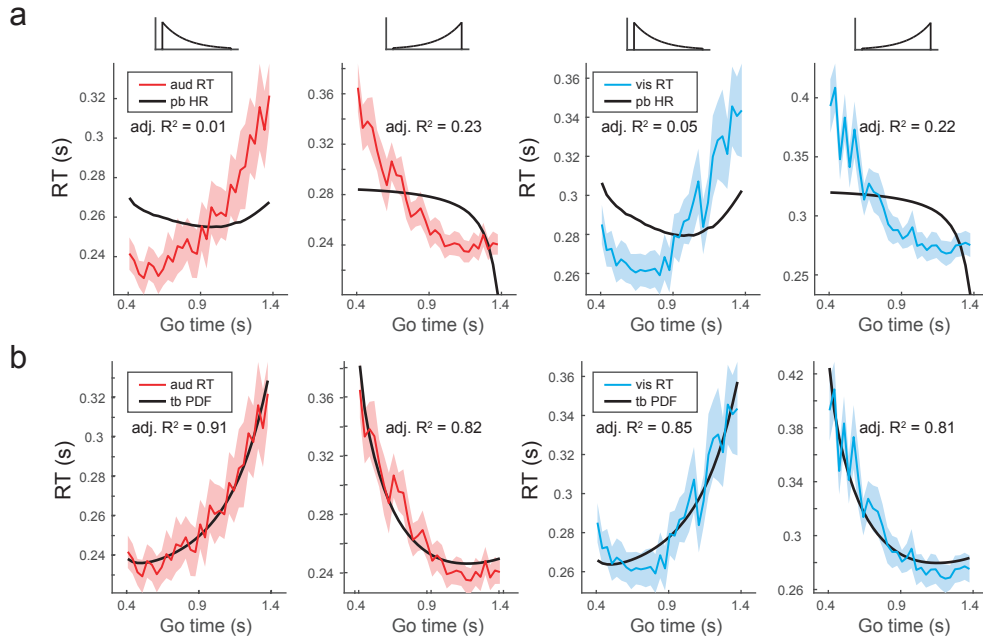 a
aud RT
pb HR
adj. R² = 0.01
RT (s)
0.32
0.3
0.28
0.26
0.24
0.4
0.9
1.4
Go time (s)
adj. R² = 0.23
0.36
0.32
0.28
0.24
0.4
0.9
1.4
Go time (s)
vis RT
pb HR
adj. R² = 0.05
RT (s)
0.36
0.34
0.3
0.28
0.26
0.4
0.9
1.4
Go time (s)
adj. R² = 0.22
0.4
0.35
0.3
0.25
0.4
0.9
1.4
Go time (s)
b
aud RT
tb PDF
adj. R² = 0.91
RT (s)
0.32
0.3
0.28
0.26
0.24
0.22
0.4
0.9
1.4
Go time (s)
adj. R² = 0.82
0.36
0.32
0.28
0.24
0.4
0.9
1.4
Go time (s)
vis RT
tb PDF
adj. R² = 0.85
RT (s)
0.36
0.34
0.3
0.28
0.26
0.4
0.9
1.4
Go time (s)
adj. R² = 0.81
0.42
0.38
0.34
0.3
0.26
0.4
0.9
1.4
Go time (s)